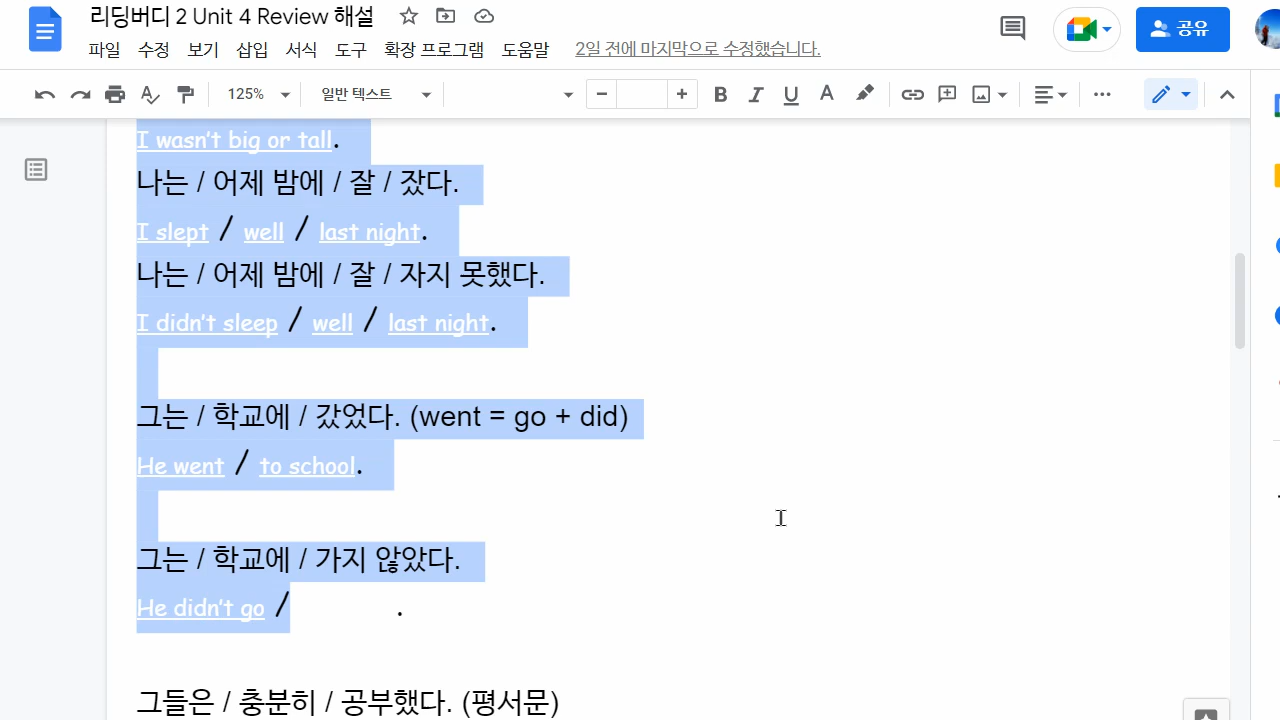 리딩버디 2 Unit 4 Review 해설
파일 수정 보기 삽입 서식 도구 확장 프로그램 도움말 2일 전에 마지막으로 수정했습니다.
공유
125% 일반 텍스트
I wasn't big or tall.
나는 / 어제 밤에 / 잘 / 잤다.
I slept / well / last night.
나는 / 어제 밤에 / 잘 / 자지 못했다.
I didn't sleep / well / last night.
그는 / 학교에 / 갔었다. (went = go + did)
He went / to school.
그는 / 학교에 / 가지 않았다.
He didn't go / .
그들은 / 충분히 / 공부했다. (평서문)